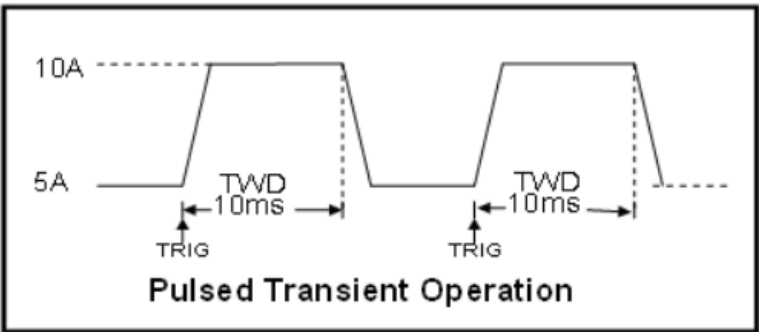 10A
5A
TWD TWD
10ms 10ms
TRIG TRIG
Pulsed Transient Operation